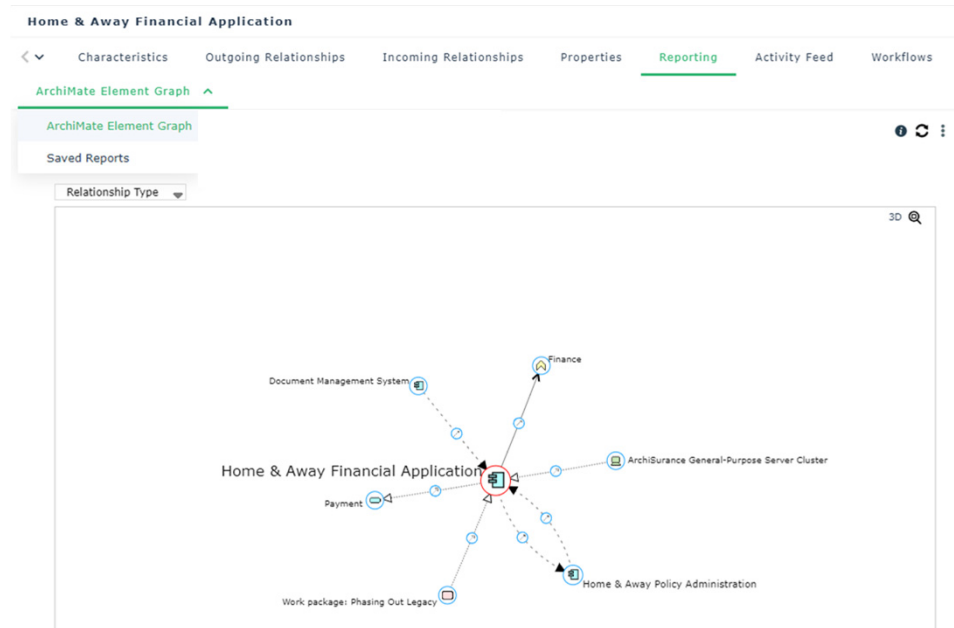 Home & Away Financial Application
Characteristics Outgoing Relationships Incoming Relationships Properties Reporting Activity Feed Workflows
ArchiMate Element Graph
ArchiMate Element Graph
Saved Reports
Relationship Type
3D
Finance
Document Management System
ArchiSurance General-Purpose Server Cluster
Home & Away Financial Application
Payment
Home & Away Policy Administration
Work package: Phasing Out Legacy